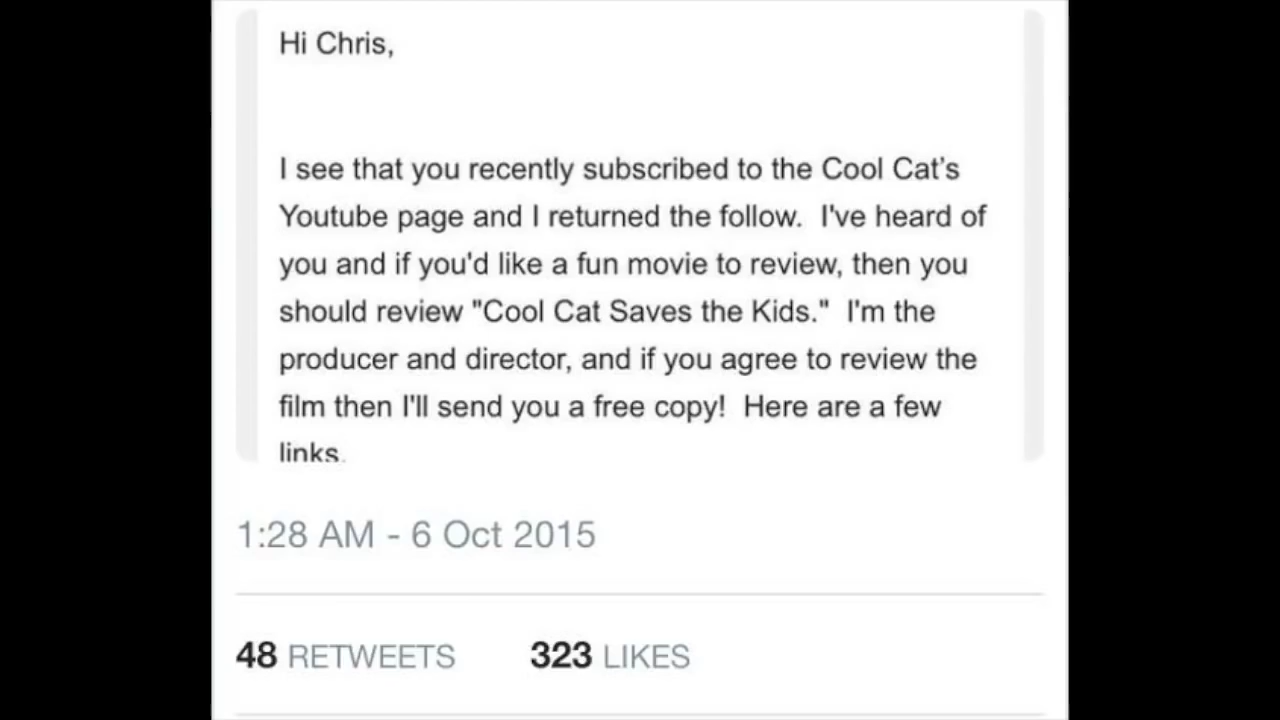 Hi Chris,
I see that you recently subscribed to the Cool Cat’s
Youtube page and I returned the follow.  I've heard of
you and if you'd like a fun movie to review, then you
should review "Cool Cat Saves the Kids."  I'm the
producer and director, and if you agree to review the
film then I'll send you a free copy!  Here are a few
links.
1:28 AM - 6 Oct 2015
48 RETWEETS 323 LIKES